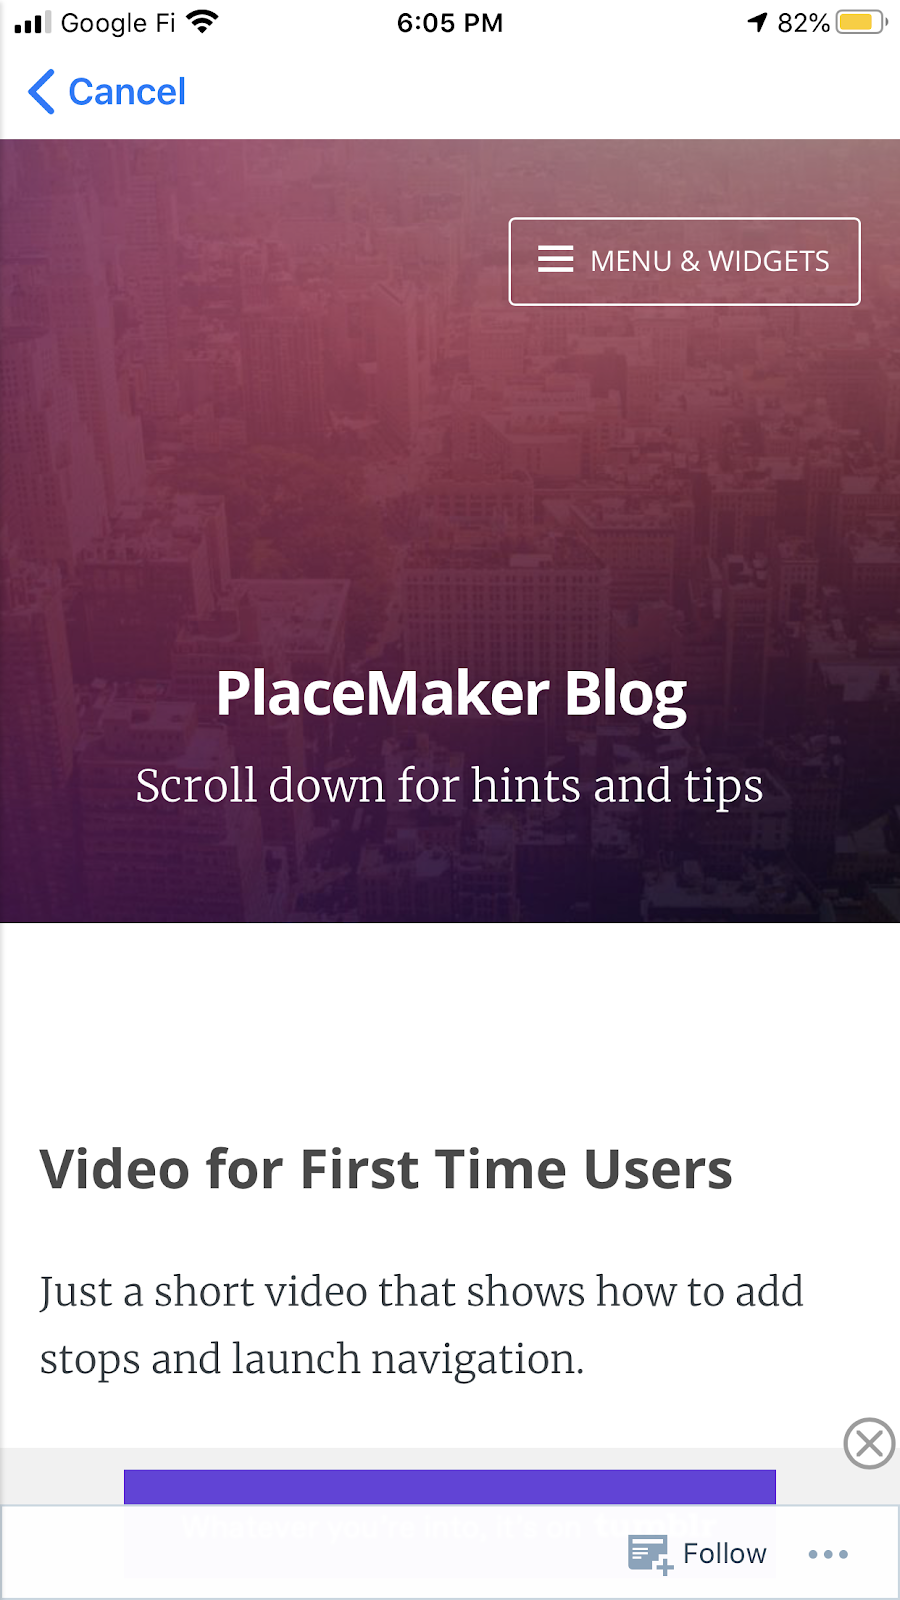 Google Fi 6:05 PM 82%
Cancel
MENU & WIDGETS
PlaceMaker Blog
Scroll down for hints and tips
Video for First Time Users
Just a short video that shows how to add
stops and launch navigation.
Follow